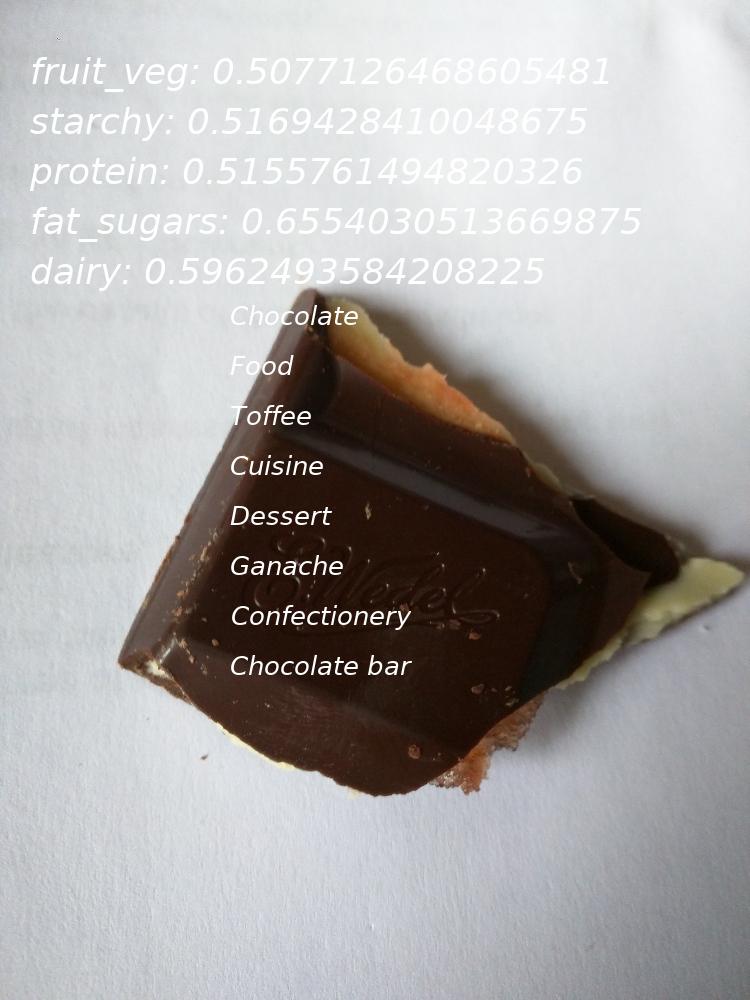 fruit_veg: 0.5077126468605481
starchy: 0.5169428410048675
protein: 0.5155761494820326
fat_sugars: 0.6554030513669875
dairy: 0.5962493584208225
Chocolate
Food
Toffee
Cuisine
Dessert
Ganache
E.Wedel
Confectionery
Chocolate bar